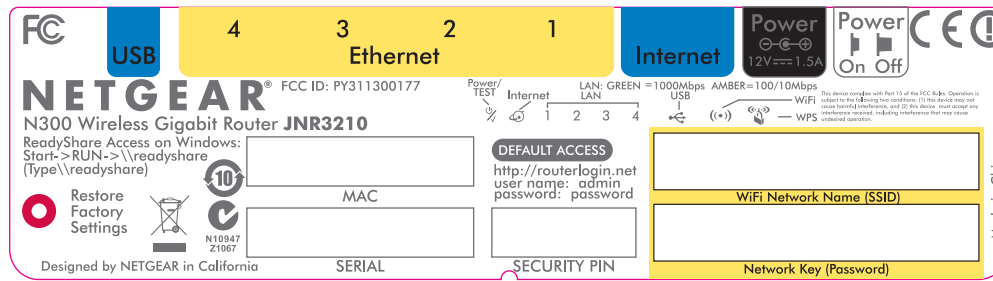 FC
USB
4 3 2 1
Ethernet
Internet
Power
12V 1.5A
Power
On Off
CE
NETGEAR®
FCC ID: PY311300177
N300 Wireless Gigabit Router JNR3210
Power/
TEST
Internet
LAN: GREEN =1000Mbps AMBER=100/10Mbps
LAN
1 2 3 4
USB
WiFi
WPS
This device complies with Part 15 of the FCC Rules. Operation is
subject to the following two conditions: (1) this device may not
cause harmful interference, and (2) this device must accept any
interference received, including interference that may cause
undesired operation.
ReadyShare Access on Windows:
Start->RUN->\\readyshare
(Type\\readyshare)
10
Restore
Factory
Settings
N10947
Z1067
Designed by NETGEAR in California
MAC
SERIAL
DEFAULT ACCESS
http://routerlogin.net
user name: admin
password: password
SECURITY PIN
WiFi Network Name (SSID)
Network Key (Password)